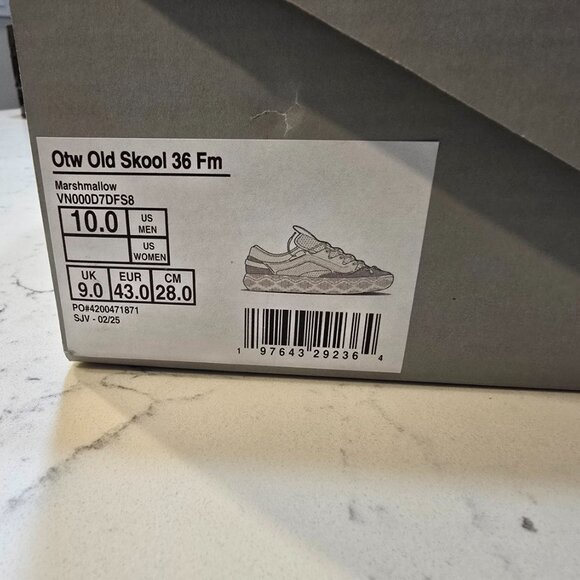 Otw Old Skool 36 Fm
Marshmallow
VN000D7DFS8
10.0 US MEN
US WOMEN
UK 9.0 EUR 43.0 CM 28.0
PO#4200471871
SJV - 02/25
1 97643 29236 4